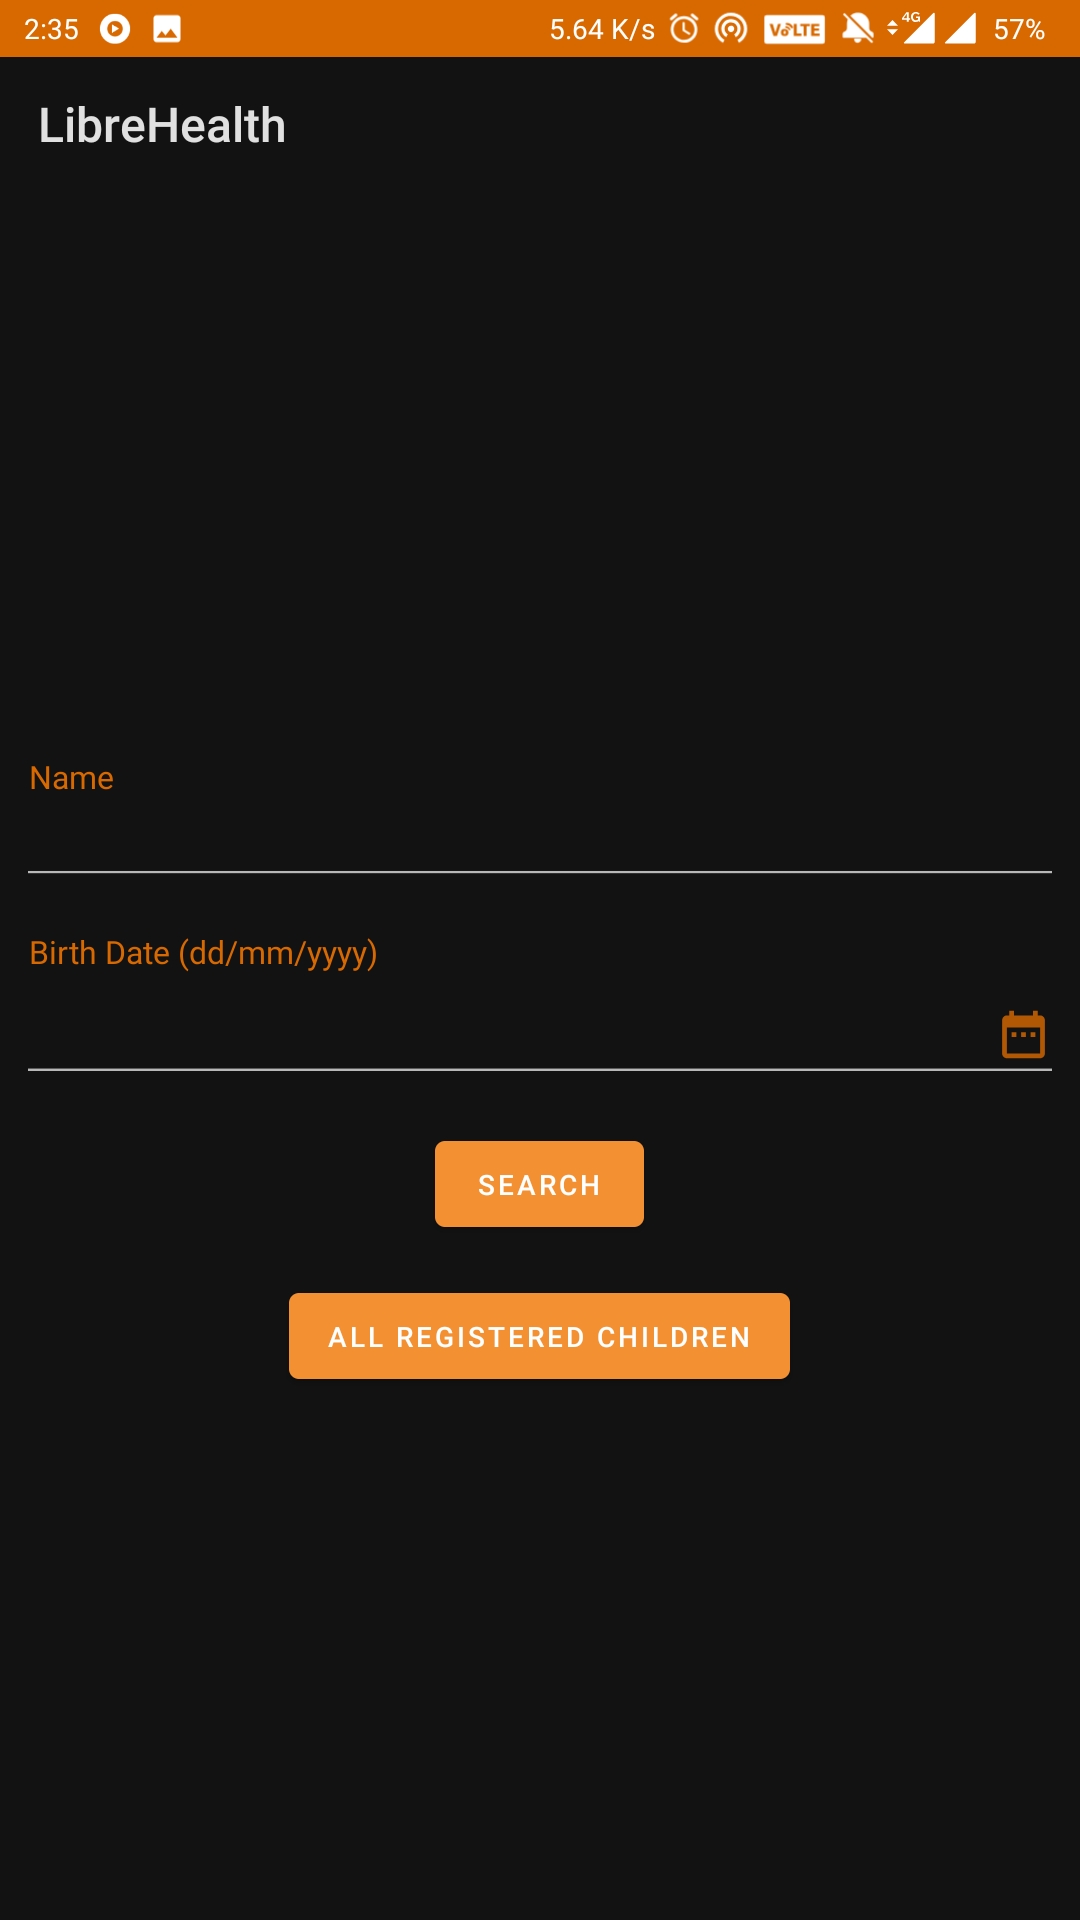 2:35 5.64 K/s VoLTE 4G 57%
LibreHealth
Name
Birth Date (dd/mm/yyyy)
SEARCH
ALL REGISTERED CHILDREN